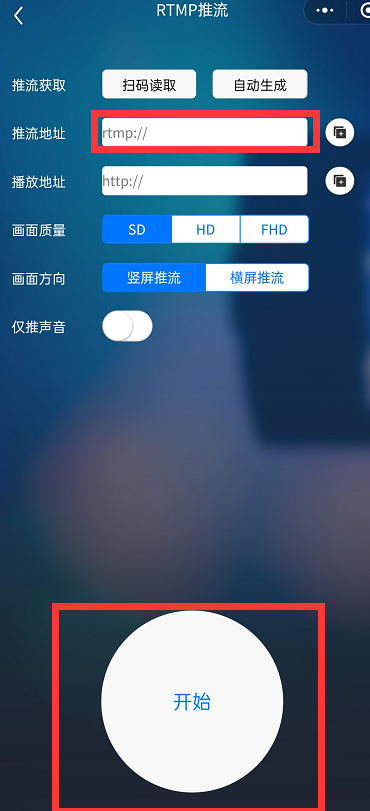 RTMP推流
推流获取 扫码读取 自动生成
推流地址 rtmp://
播放地址 http://
画面质量 SD HD FHD
画面方向 竖屏推流 横屏推流
仅推声音
开始